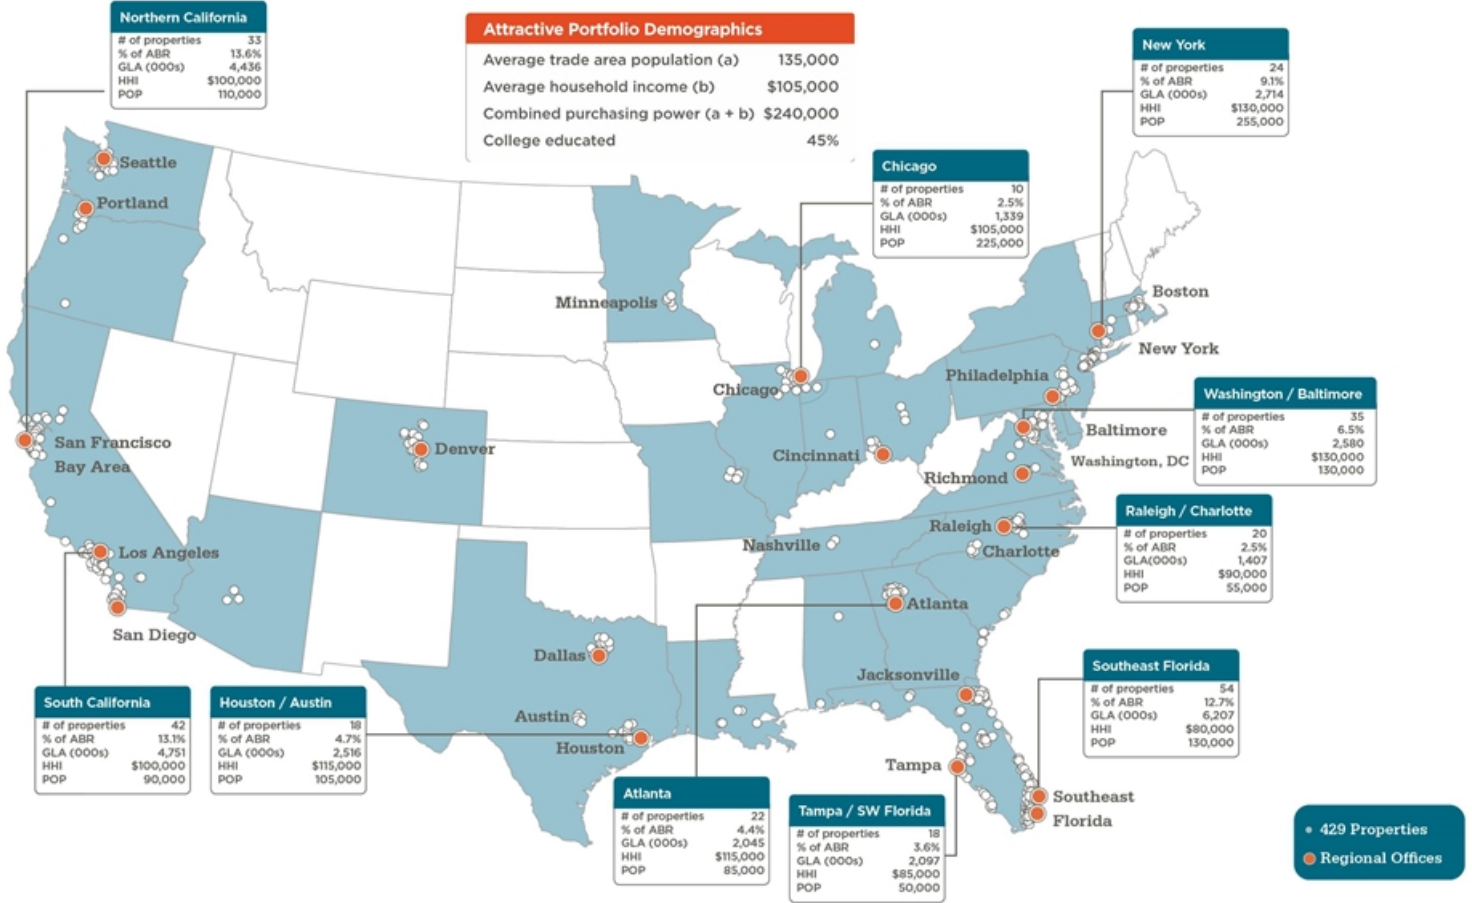 Northern California
# of properties 33
% of ABR 13.6%
GLA (000s) 4,436
HHI $100,000
POP 110,000
Attractive Portfolio Demographics
Average trade area population (a) 135,000
Average household income (b) $105,000
Combined purchasing power (a + b) $240,000
College educated 45%
New York
# of properties 24
% of ABR 9.1%
GLA (000s) 2,714
HHI $130,000
POP 255,000
Chicago
# of properties 10
% of ABR 2.5%
GLA (000s) 1,339
HHI $105,000
POP 225,000
Seattle
Portland
Minneapolis
Boston
New York
Chicago
Philadelphia
Washington / Baltimore
# of properties 35
% of ABR 6.5%
GLA (000s) 2,580
HHI $130,000
POP 130,000
San Francisco
Bay Area
Denver
Cincinnati
Baltimore
Washington, DC
Richmond
Raleigh / Charlotte
# of properties 20
% of ABR 2.5%
GLA(000s) 1,407
HHI $90,000
POP 55,000
Los Angeles
San Diego
Nashville
Raleigh
Charlotte
Atlanta
Dallas
Austin
Houston
Jacksonville
Tampa
Southeast
Florida
Southeast Florida
# of properties 54
% of ABR 12.7%
GLA (000s) 6,207
HHI $80,000
POP 130,000
South California
# of properties 42
% of ABR 13.1%
GLA (000s) 4,751
HHI $100,000
POP 90,000
Houston / Austin
# of properties 18
% of ABR 4.7%
GLA (000s) 2,516
HHI $115,000
POP 105,000
Atlanta
# of properties 22
% of ABR 4.4%
GLA (000s) 2,045
HHI $115,000
POP 85,000
Tampa / SW Florida
# of properties 18
% of ABR 3.6%
GLA (000s) 2,097
HHI $85,000
POP 50,000
429 Properties
Regional Offices